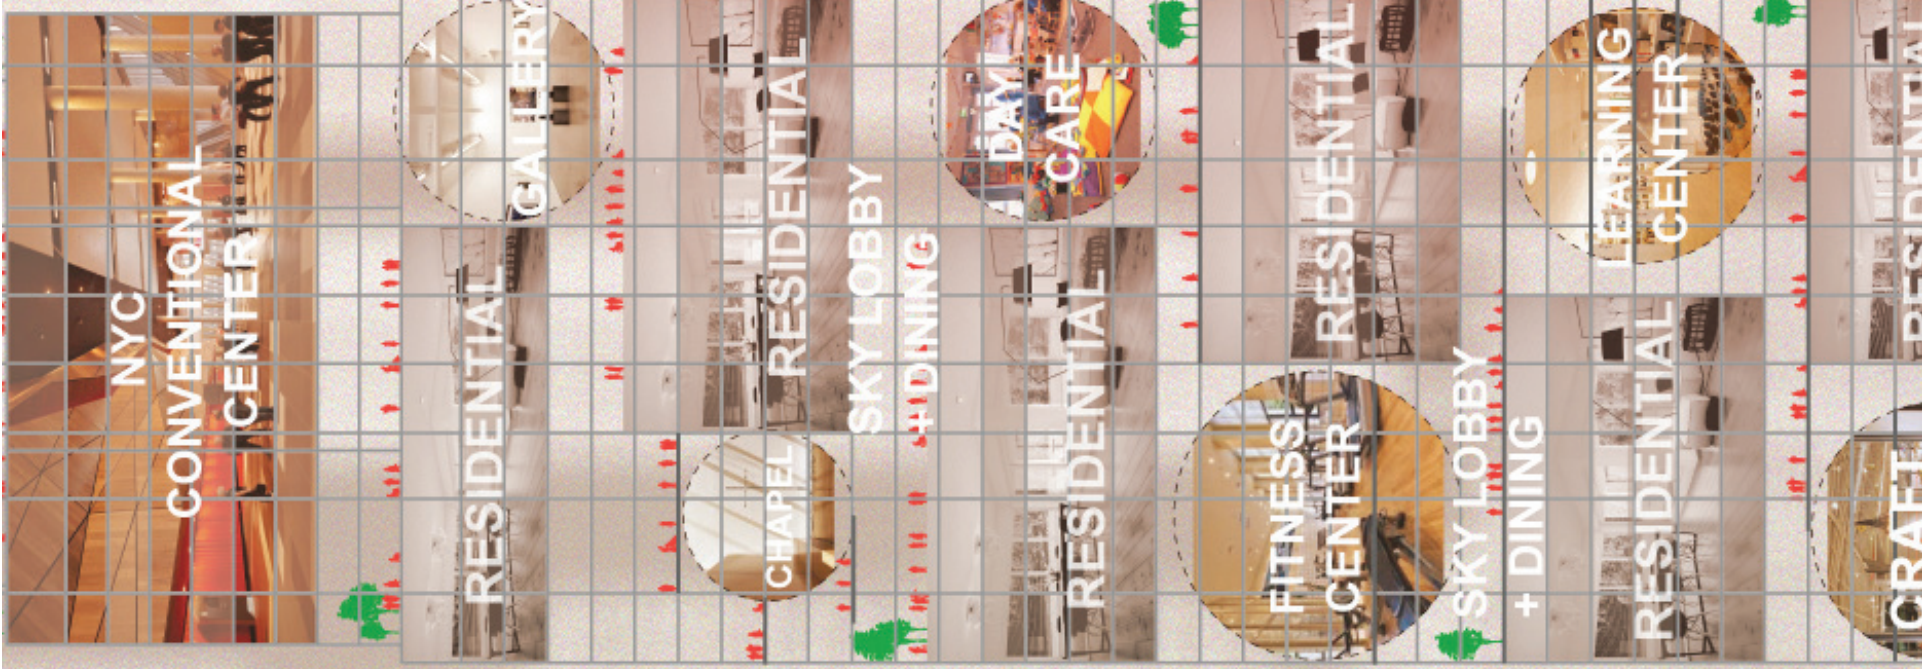 NYC
CONVENTIONAL
CENTER
GALLERY
RESIDENTIAL
RESIDENTIAL
CHAPEL
SKY LOBBY
+ DINING
DAY
CARE
RESIDENTIAL
RESIDENTIAL
FITNESS
CENTER
SKY LOBBY
+ DINING
LEARNING
CENTER
RESIDENTIAL
RESIDENTIAL
CRAFT